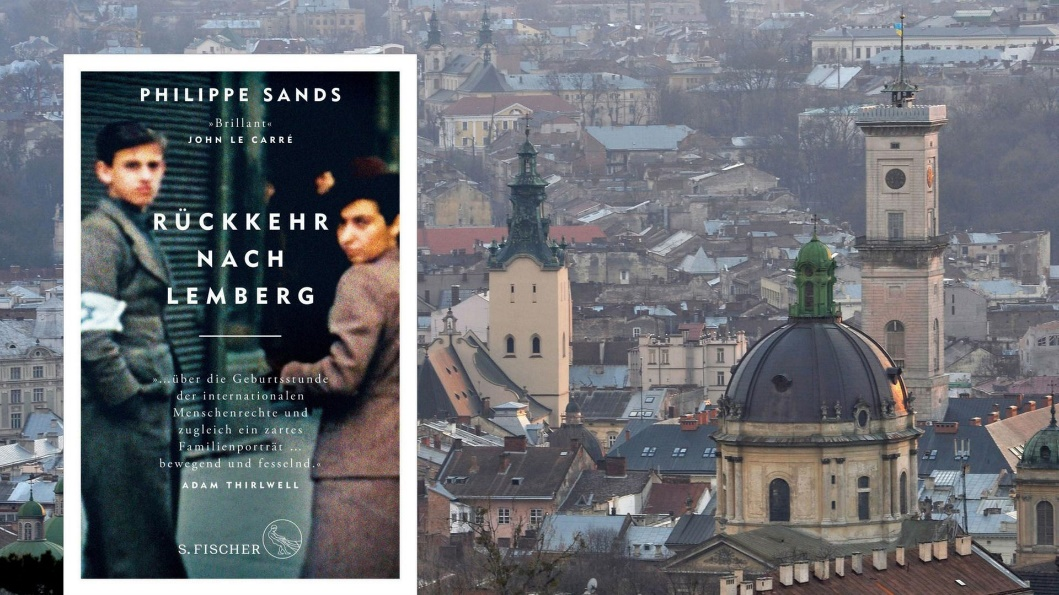 PHILIPPE SANDS
»Brillant«
JOHN LE CARRÉ
RÜCKKEHR
NACH
LEMBERG
»...über die Geburtsstunde
der internationalen
Menschenrechte und
zugleich ein zartes
Familienporträt ...
bewegend und fesselnd.«
ADAM THIRLWELL
S. FISCHER